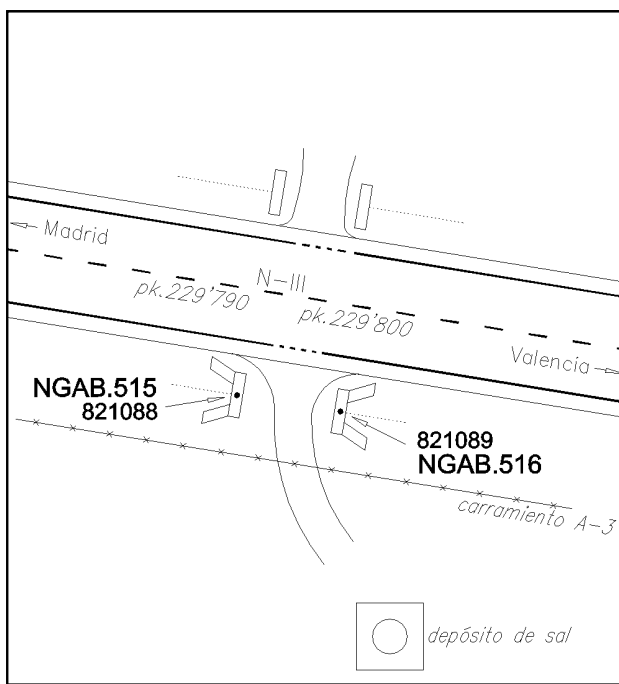 Madrid
N-III
pk.229'790
pk.229'800
Valencia
NGAB.515
821088
821089
NGAB.516
carramiento A-3
depósito de sal